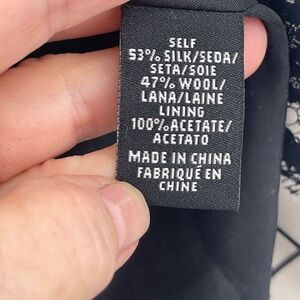 SELF
53% SILK/SEDA/
SETA/SOIE
47% WOOL/
LANA/LAINE
LINING
100% ACETATE/
ACETATO
MADE IN CHINA
FABRIQUÉ EN
CHINE